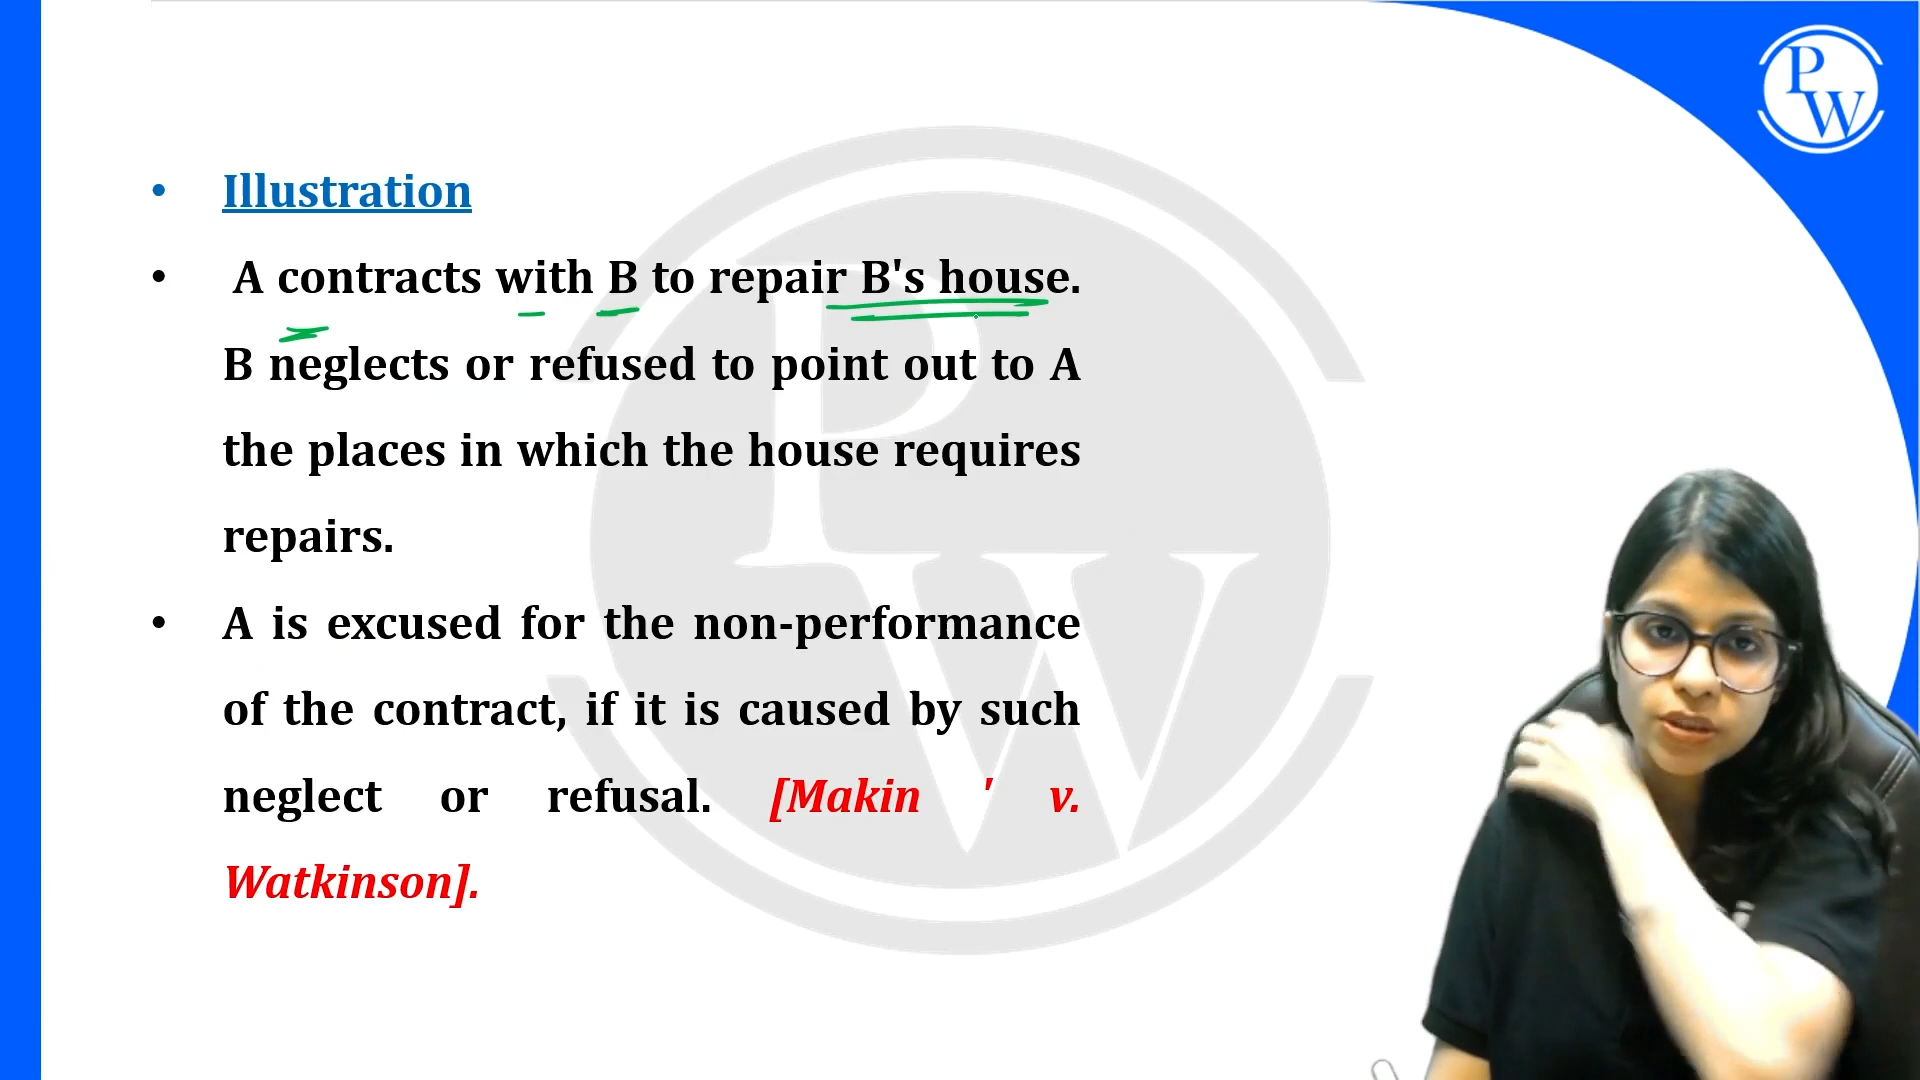 P
W
Illustration
A contracts with B to repair B's house.
B neglects or refused to point out to A
the places in which the house requires
repairs.
A is excused for the non-performance
of the contract, if it is caused by such
neglect or refusal. [Makin ' v.
Watkinson].
P
W